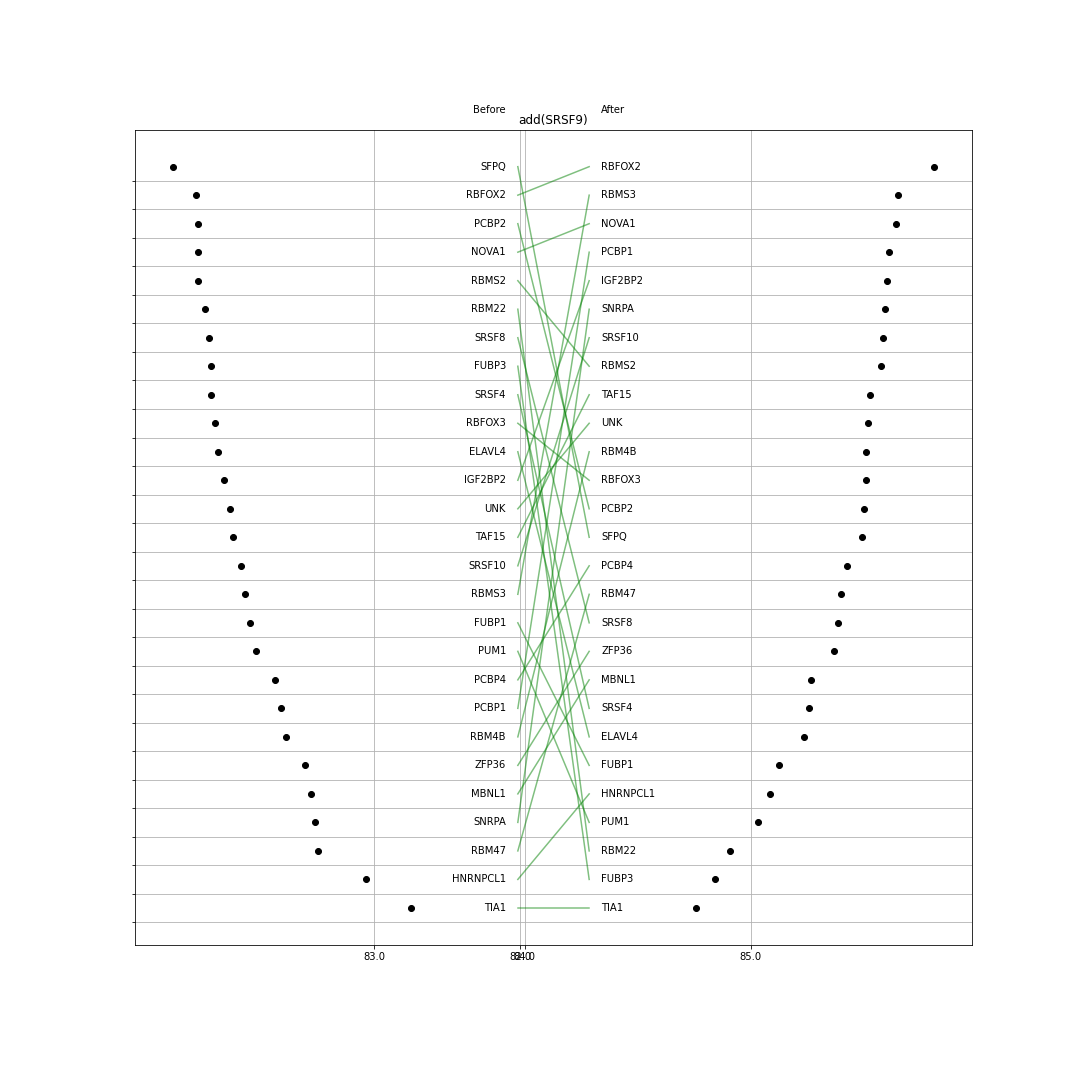 Before After
add(SRSF9)
SFPQ RBFOX2
RBFOX2 RBMS3
PCBP2 NOVA1
NOVA1 PCBP1
RBMS2 IGF2BP2
RBM22 SNRPA
SRSF8 SRSF10
FUBP3 RBMS2
SRSF4 TAF15
RBFOX3 UNK
ELAVL4 RBM4B
IGF2BP2 RBFOX3
UNK PCBP2
TAF15 SFPQ
SRSF10 PCBP4
RBMS3 RBM47
FUBP1 SRSF8
PUM1 ZFP36
PCBP4 MBNL1
PCBP1 SRSF4
RBM4B ELAVL4
ZFP36 FUBP1
MBNL1 HNRNPCL1
SNRPA PUM1
RBM47 RBM22
HNRNPCL1 FUBP3
TIA1 TIA1
83.0 85.0